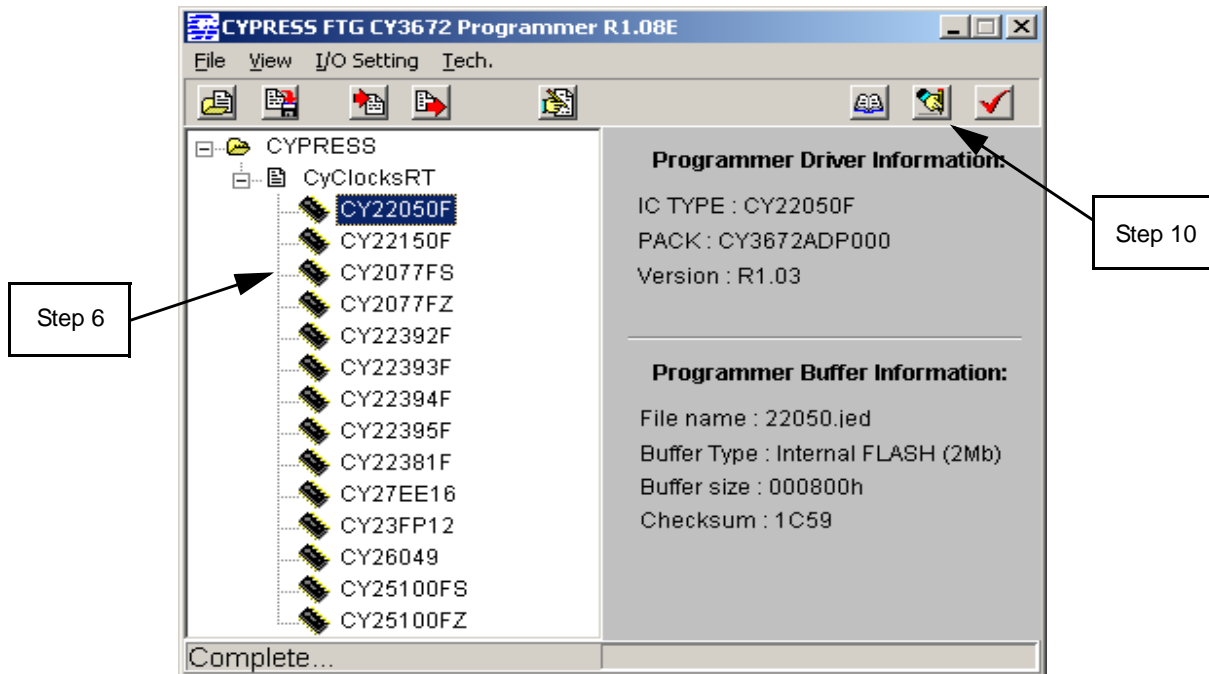 CYPRESS FTG CY3672 Programmer R1.08E
File View I/O Setting Tech.
CYPRESS
CyClocksRT
CY22050F
CY22150F
CY2077FS
CY2077FZ
CY22392F
CY22393F
CY22394F
CY22395F
CY22381F
CY27EE16
CY23FP12
CY26049
CY25100FS
CY25100FZ
Programmer Driver Information:
IC TYPE : CY22050F
PACK : CY3672ADP000
Version : R1.03
Programmer Buffer Information:
File name : 22050.jed
Buffer Type : Internal FLASH (2Mb)
Buffer size : 000800h
Checksum : 1C59
Complete...
Step 6
Step 10